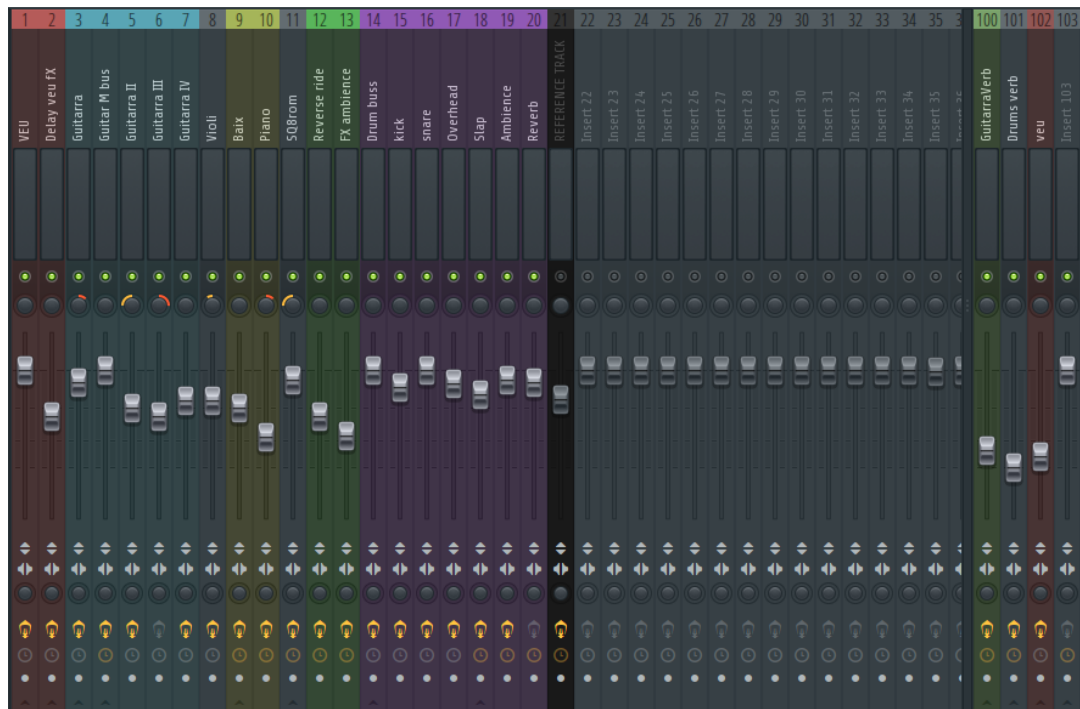 1 2 3 4 5 6 7 8 9 10 11 12 13 14 15 16 17 18 19 20 21 22 23 24 25 26 27 28 29 30 31 32 33 34 35 100 101 102 103
VEU
Delay veu fX
Guitarra
Guitar M bus
Guitarra II
Guitarra III
Guitarra IV
Violi
Baix
Piano
SQ8rom
Reverse ride
FX ambience
Drum buss
kick
snare
Overhead
Slap
Ambience
Reverb
REFERENCE TRACK
Insert 22
Insert 23
Insert 24
Insert 25
Insert 26
Insert 27
Insert 28
Insert 29
Insert 30
Insert 31
Insert 32
Insert 33
Insert 34
Insert 35
GuitarraVerb
Drums verb
veu
Insert 103